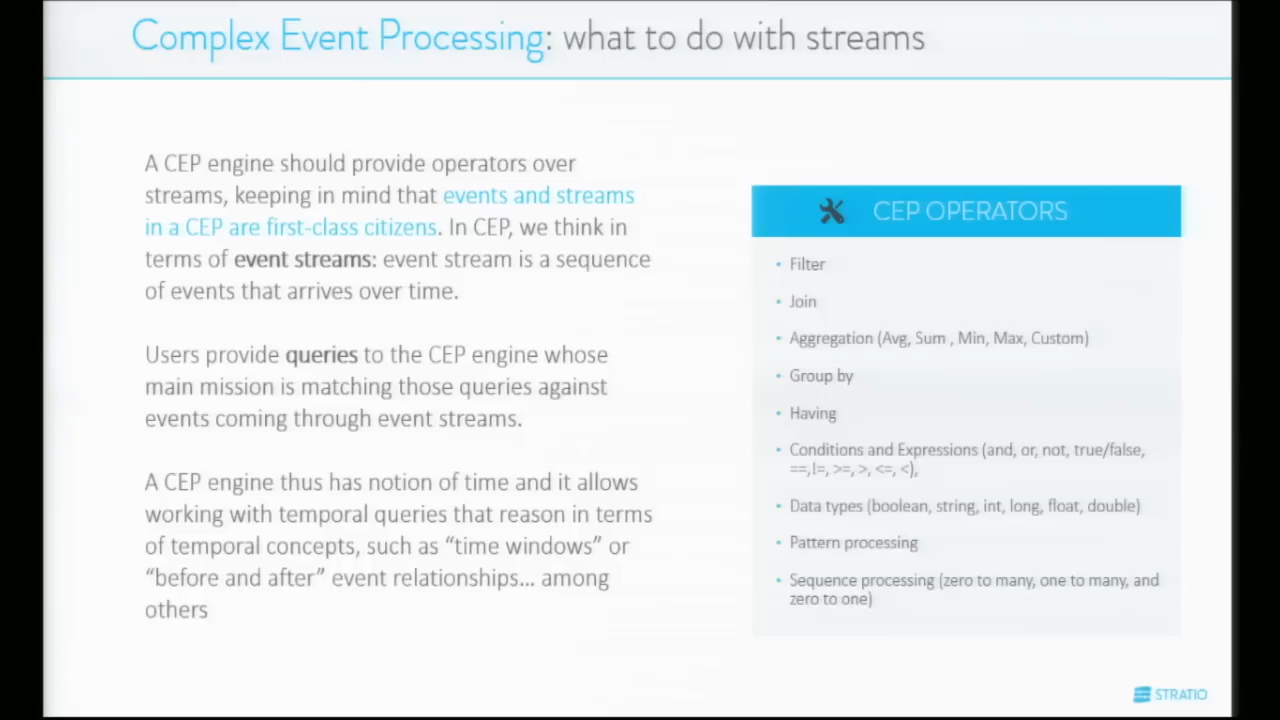 Complex Event Processing: what to do with streams
A CEP engine should provide operators over
streams, keeping in mind that events and streams
in a CEP are first-class citizens. In CEP, we think in
terms of event streams: event stream is a sequence
of events that arrives over time.
Users provide queries to the CEP engine whose
main mission is matching those queries against
events coming through event streams.
A CEP engine thus has notion of time and it allows
working with temporal queries that reason in terms
of temporal concepts, such as “time windows” or
“before and after” event relationships... among
others
CEP OPERATORS
• Filter
• Join
• Aggregation (Avg, Sum , Min, Max, Custom)
• Group by
• Having
• Conditions and Expressions (and, or, not, true/false,
==,!=, >=, >, <=, <),
• Data types (boolean, string, int, long, float, double)
• Pattern processing
• Sequence processing (zero to many, one to many, and
zero to one)
STRATIO